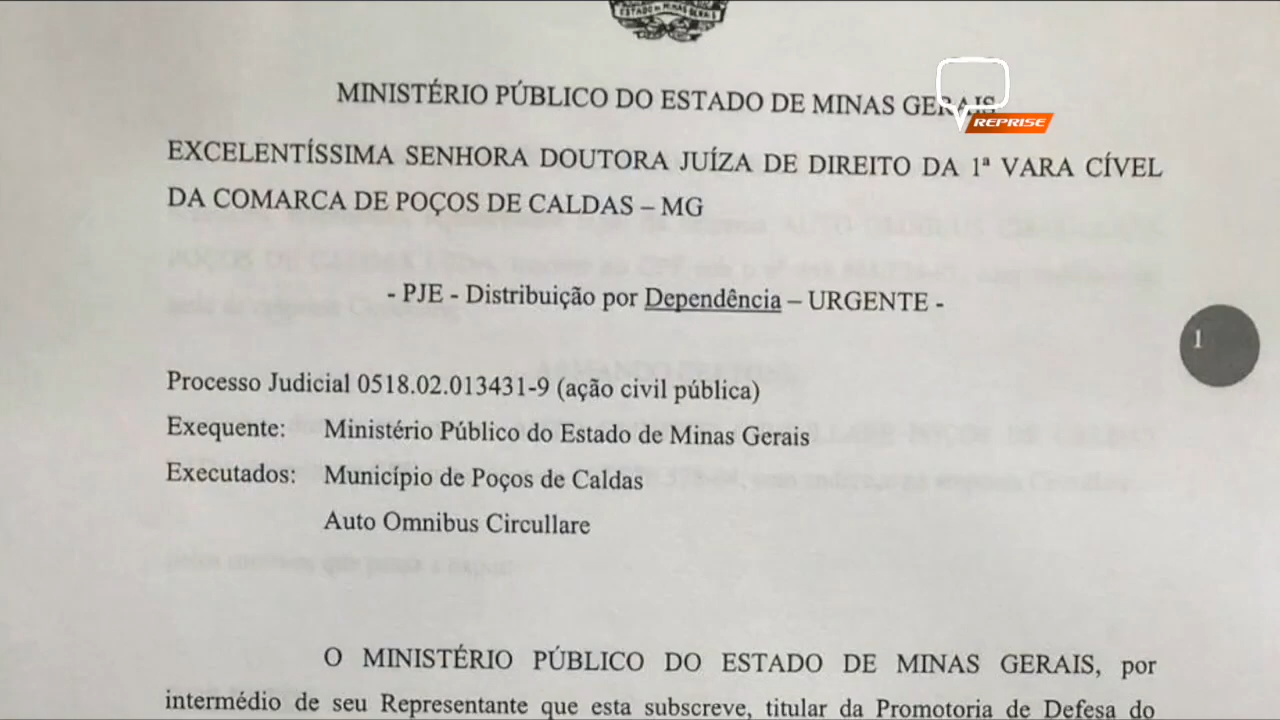 ESTADO DE MINAS GERAIS
MINISTÉRIO PÚBLICO DO ESTADO DE MINAS GERAIS
REPRISE
EXCELENTÍSSIMA SENHORA DOUTORA JUÍZA DE DIREITO DA 1ª VARA CÍVEL
DA COMARCA DE POÇOS DE CALDAS – MG
- PJE - Distribuição por Dependência – URGENTE -
1
Processo Judicial 0518.02.013431-9 (ação civil pública)
Exequente: Ministério Público do Estado de Minas Gerais
Executados: Município de Poços de Caldas
Auto Omnibus Circullare
O MINISTÉRIO PÚBLICO DO ESTADO DE MINAS GERAIS, por
intermédio de seu Representante que esta subscreve, titular da Promotoria de Defesa do